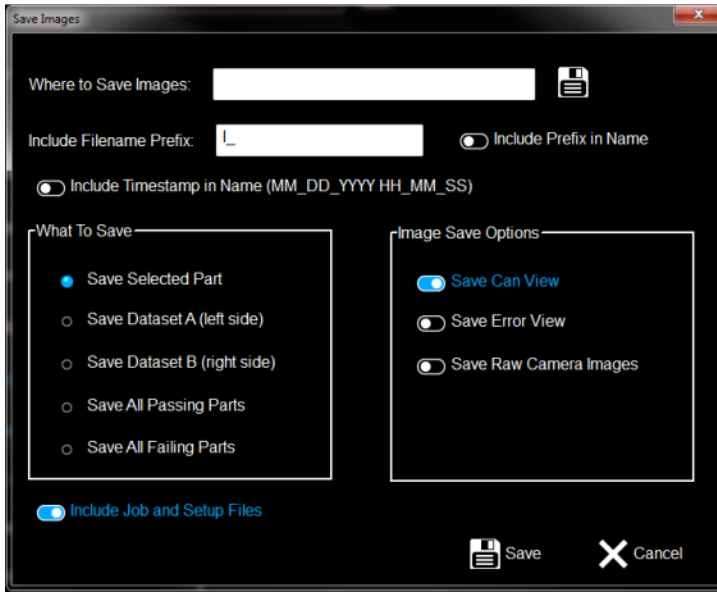 Save Images
Where to Save Images:
Include Filename Prefix: I_ Include Prefix in Name
Include Timestamp in Name (MM_DD_YYYY HH_MM_SS)
What To Save
Save Selected Part
Save Dataset A (left side)
Save Dataset B (right side)
Save All Passing Parts
Save All Failing Parts
Image Save Options
Save Can View
Save Error View
Save Raw Camera Images
Include Job and Setup Files
Save Cancel